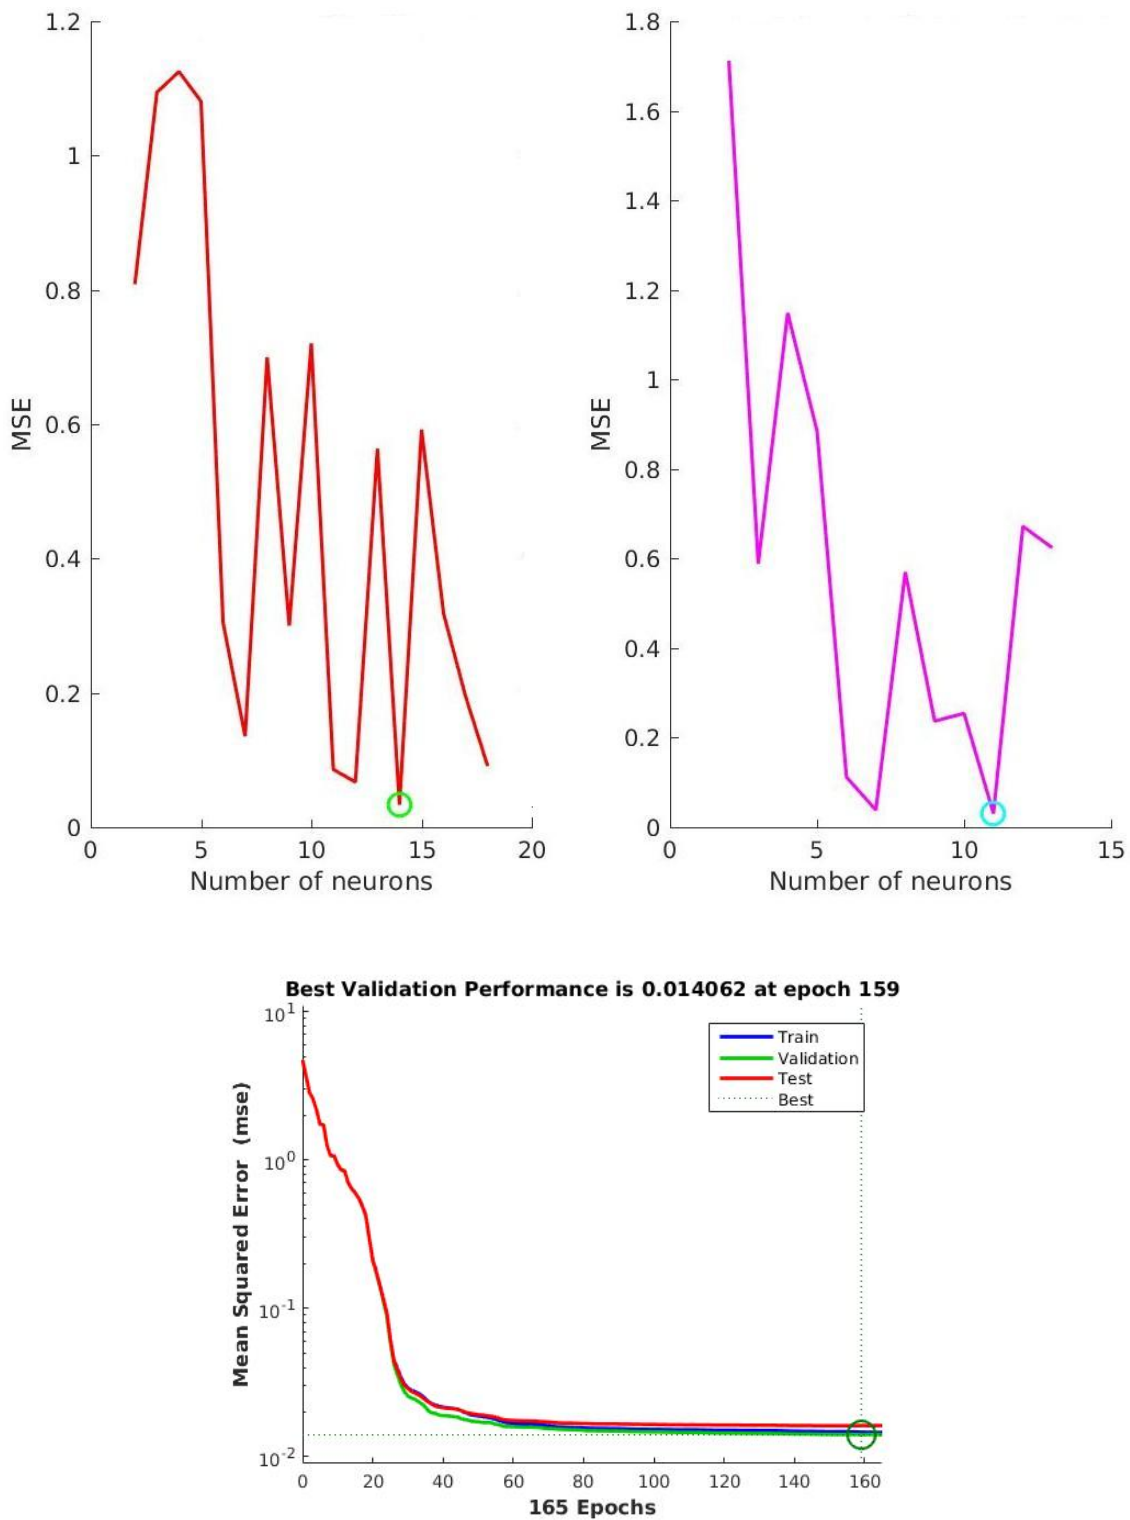 1.2
1
0.8
0.6
0.4
0.2
0
MSE
0 5 10 15 20
Number of neurons
1.8
1.6
1.4
1.2
1
0.8
0.6
0.4
0.2
0
MSE
0 5 10 15
Number of neurons
Best Validation Performance is 0.014062 at epoch 159
10^1
10^0
10^-1
10^-2
Mean Squared Error (mse)
Train
Validation
Test
Best
0 20 40 60 80 100 120 140 160
165 Epochs